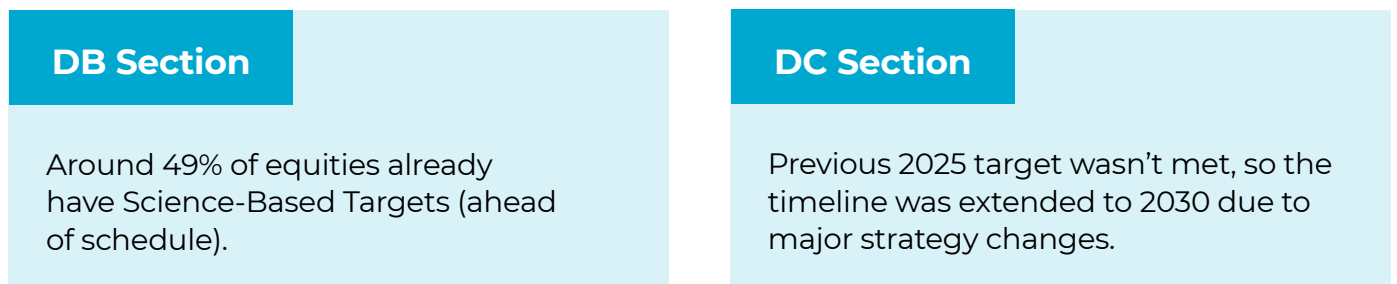 DB Section
Around 49% of equities already
have Science-Based Targets (ahead
of schedule).
DC Section
Previous 2025 target wasn’t met, so the
timeline was extended to 2030 due to
major strategy changes.